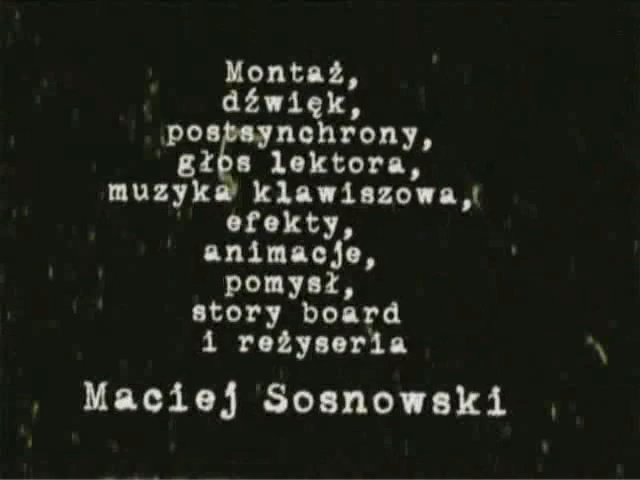 Montaż,
dźwięk,
postsynchrony,
głos lektora,
muzyka klawiszowa,
efekty,
animacje,
pomysł,
story board
i reżyseria
Maciej Sosnowski